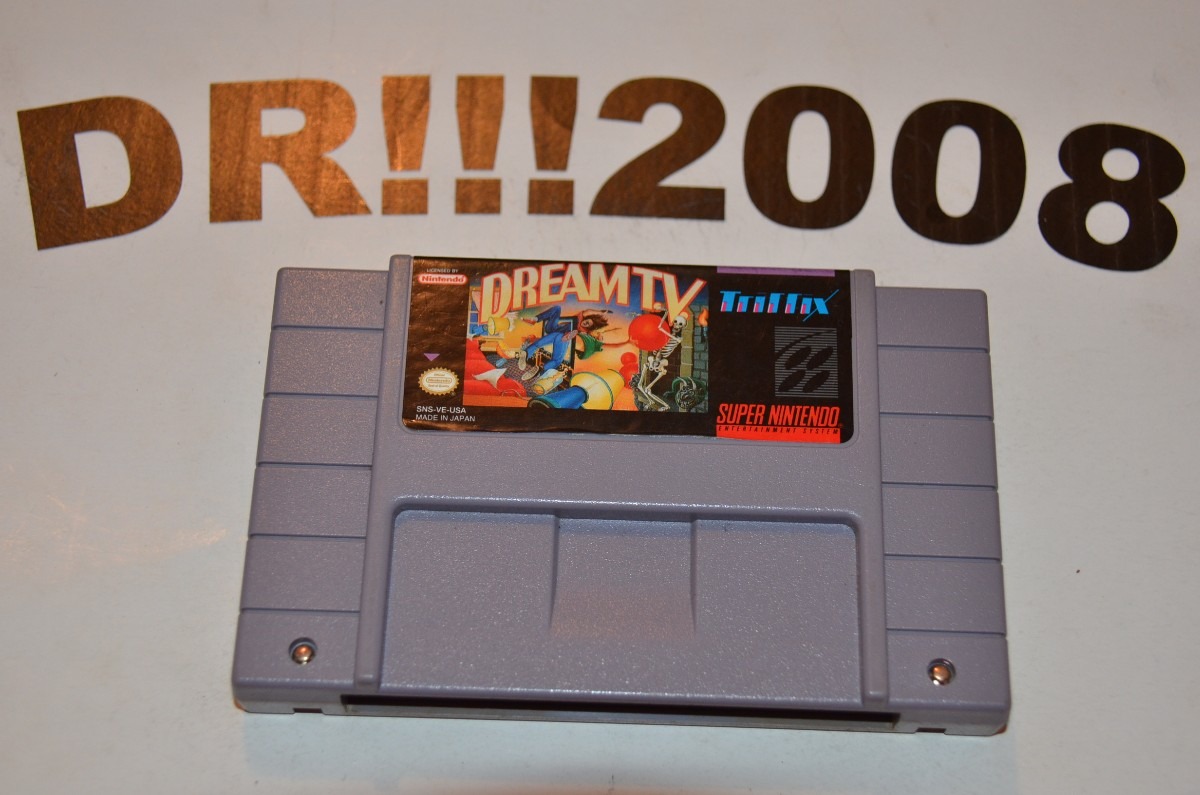 DR!!!2008
LICENSED BY
Nintendo
DREAM T.V.
TriffiX
SNS-VE-USA
MADE IN JAPAN
SUPER NINTENDO
ENTERTAINMENT SYSTEM